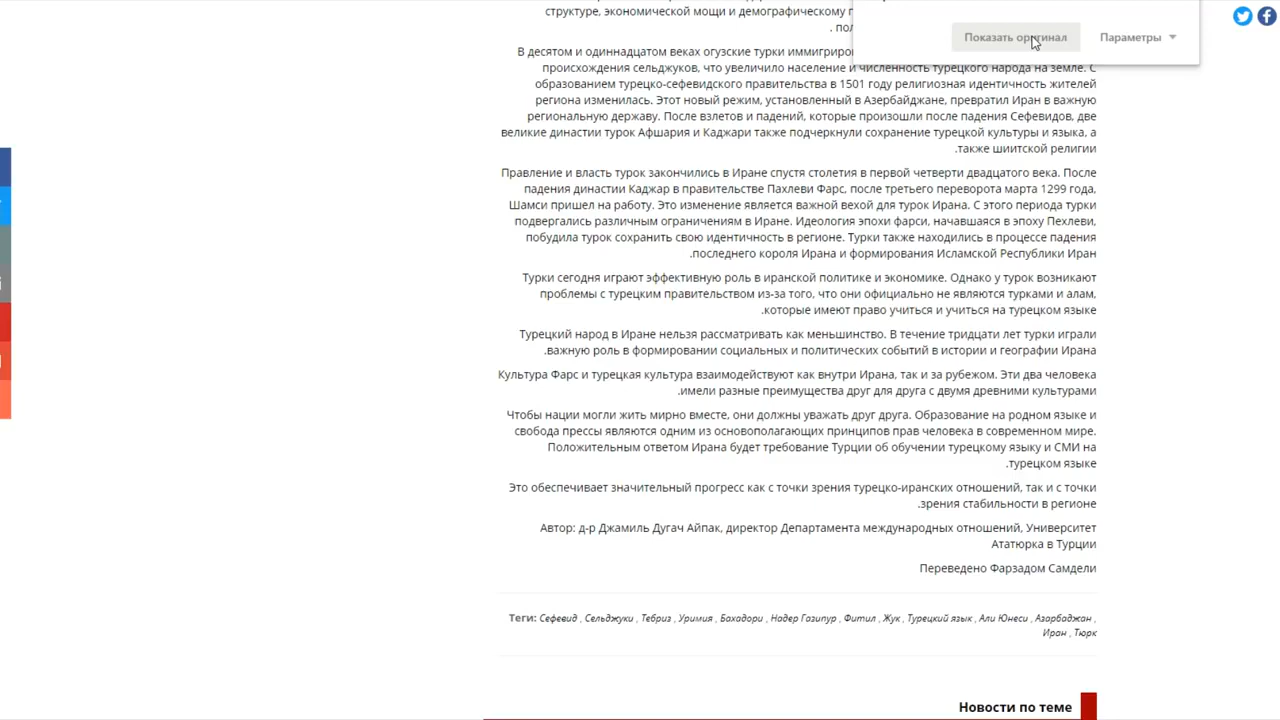 структуре, экономической мощи и демографическому
. пол
Показать оригинал
Параметры
В десятом и одиннадцатом веках огузские турки иммигриров
происхождения сельджуков, что увеличило население и численность турецкого народа на земле. С
образованием турецко-сефевидского правительства в 1501 году религиозная идентичность жителей
региона изменилась. Этот новый режим, установленный в Азербайджане, превратил Иран в важную
региональную державу. После взлетов и падений, которые произошли после падения Сефевидов, две
великие династии турок Афшария и Каджари также подчеркнули сохранение турецкой культуры и языка, а
.также шиитской религии
Правление и власть турок закончились в Иране спустя столетия в первой четверти двадцатого века. После
падения династии Каджар в правительстве Пахлеви Фарс, после третьего переворота марта 1299 года,
Шамси пришел на работу. Это изменение является важной вехой для турок Ирана. С этого периода турки
подвергались различным ограничениям в Иране. Идеология эпохи фарси, начавшаяся в эпоху Пехлеви,
побудила турок сохранить свою идентичность в регионе. Турки также находились в процессе падения
.последнего короля Ирана и формирования Исламской Республики Иран
Турки сегодня играют эффективную роль в иранской политике и экономике. Однако у турок возникают
проблемы с турецким правительством из-за того, что они официально не являются турками и алам,
.которые имеют право учиться и учиться на турецком языке
Турецкий народ в Иране нельзя рассматривать как меньшинство. В течение тридцати лет турки играли
.важную роль в формировании социальных и политических событий в истории и географии Ирана
Культура Фарс и турецкая культура взаимодействуют как внутри Ирана, так и за рубежом. Эти два человека
.имели разные преимущества друг для друга с двумя древними культурами
Чтобы нации могли жить мирно вместе, они должны уважать друг друга. Образование на родном языке и
свобода прессы являются одним из основополагающих принципов прав человека в современном мире.
Положительным ответом Ирана будет требование Турции об обучении турецкому языку и СМИ на
.турецком языке
Это обеспечивает значительный прогресс как с точки зрения турецко-иранских отношений, так и с точки
.зрения стабильности в регионе
Автор: д-р Джамиль Дугач Айпак, директор Департамента международных отношений, Университет
Ататюрка в Турции
Переведено Фарзадом Самдели
Теги: Сефевид , Сельджуки , Тебриз , Уримия , Бахадори , Надер Газипур , Фитил , Жук , Турецкий язык , Али Юнеси , Азарбаджан ,
Иран , Тюрк
Новости по теме